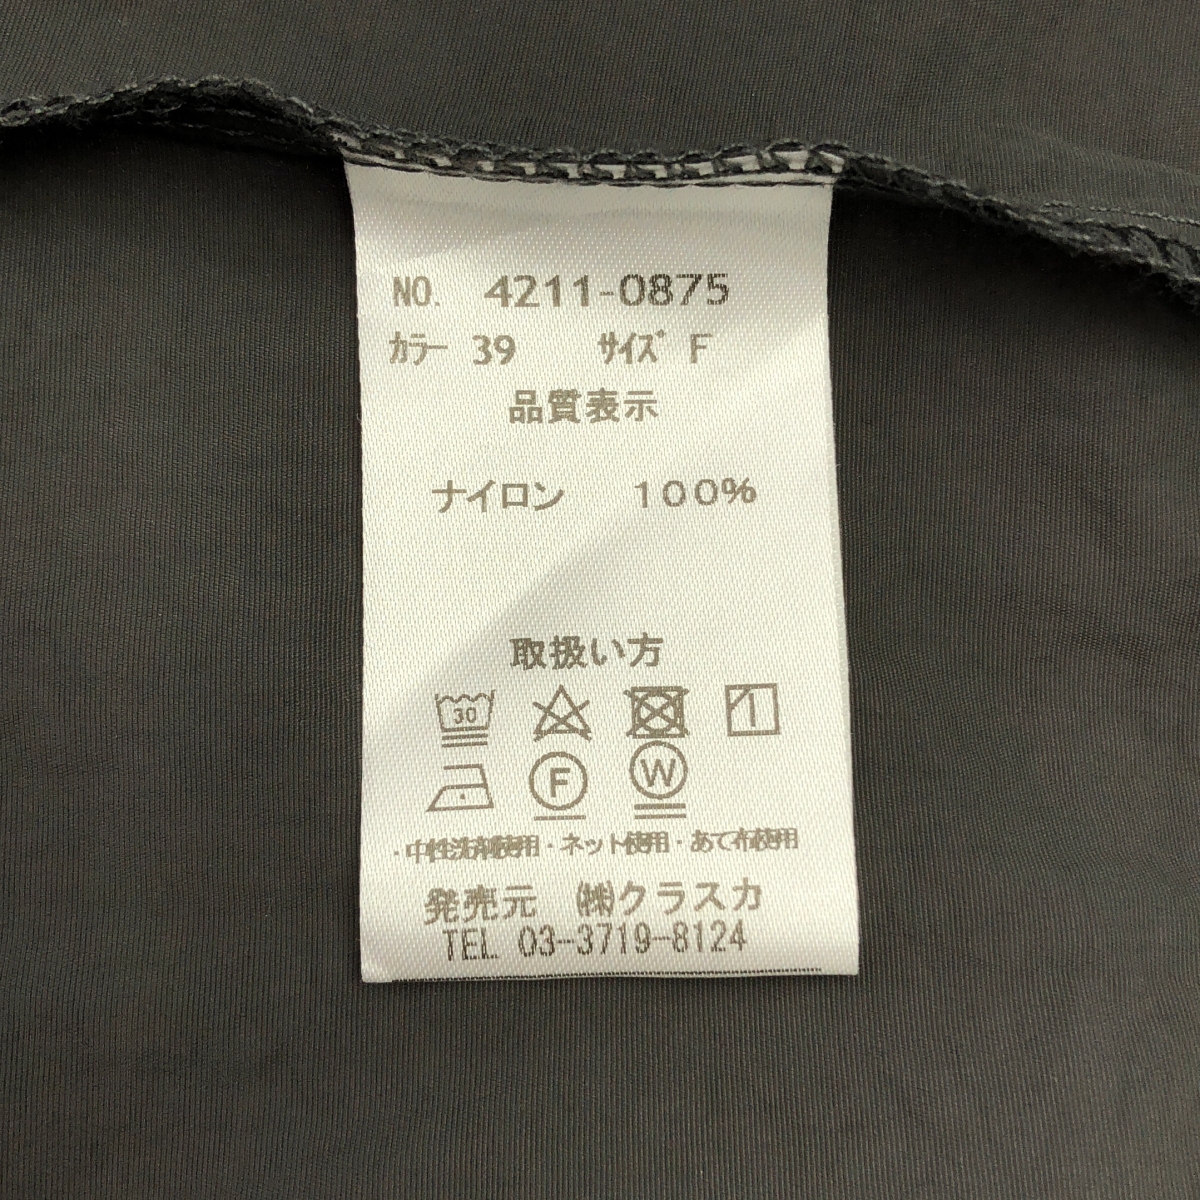 NO. 4211-0875
カラー 39 サイズ F
品質表示
ナイロン 100%
取扱い方
30
F W
・中性洗剤使用・ネット使用・あて布使用
発売元 ㈱クラスカ
TEL 03-3719-8124